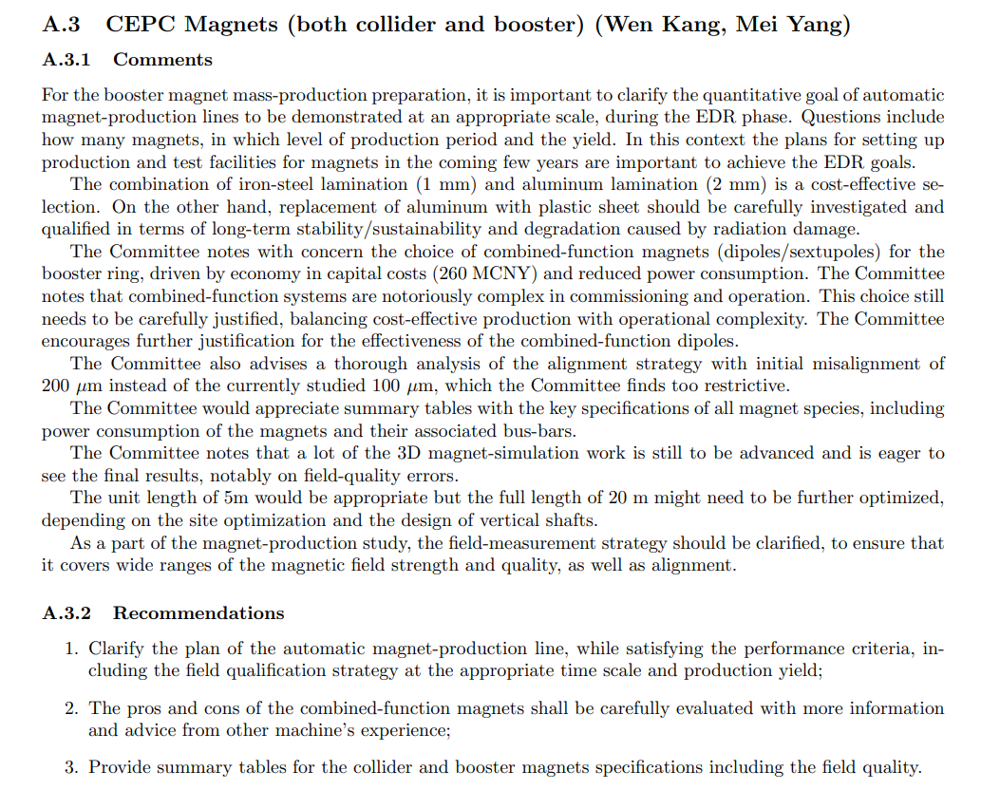 A.3 CEPC Magnets (both collider and booster) (Wen Kang, Mei Yang)
A.3.1 Comments
For the booster magnet mass-production preparation, it is important to clarify the quantitative goal of automatic
magnet-production lines to be demonstrated at an appropriate scale, during the EDR phase. Questions include
how many magnets, in which level of production period and the yield. In this context the plans for setting up
production and test facilities for magnets in the coming few years are important to achieve the EDR goals.
The combination of iron-steel lamination (1 mm) and aluminum lamination (2 mm) is a cost-effective se-
lection. On the other hand, replacement of aluminum with plastic sheet should be carefully investigated and
qualified in terms of long-term stability/sustainability and degradation caused by radiation damage.
The Committee notes with concern the choice of combined-function magnets (dipoles/sextupoles) for the
booster ring, driven by economy in capital costs (260 MCNY) and reduced power consumption. The Committee
notes that combined-function systems are notoriously complex in commissioning and operation. This choice still
needs to be carefully justified, balancing cost-effective production with operational complexity. The Committee
encourages further justification for the effectiveness of the combined-function dipoles.
The Committee also advises a thorough analysis of the alignment strategy with initial misalignment of
200 μm instead of the currently studied 100 μm, which the Committee finds too restrictive.
The Committee would appreciate summary tables with the key specifications of all magnet species, including
power consumption of the magnets and their associated bus-bars.
The Committee notes that a lot of the 3D magnet-simulation work is still to be advanced and is eager to
see the final results, notably on field-quality errors.
The unit length of 5m would be appropriate but the full length of 20 m might need to be further optimized,
depending on the site optimization and the design of vertical shafts.
As a part of the magnet-production study, the field-measurement strategy should be clarified, to ensure that
it covers wide ranges of the magnetic field strength and quality, as well as alignment.
A.3.2 Recommendations
1. Clarify the plan of the automatic magnet-production line, while satisfying the performance criteria, in-
cluding the field qualification strategy at the appropriate time scale and production yield;
2. The pros and cons of the combined-function magnets shall be carefully evaluated with more information
and advice from other machine's experience;
3. Provide summary tables for the collider and booster magnets specifications including the field quality.